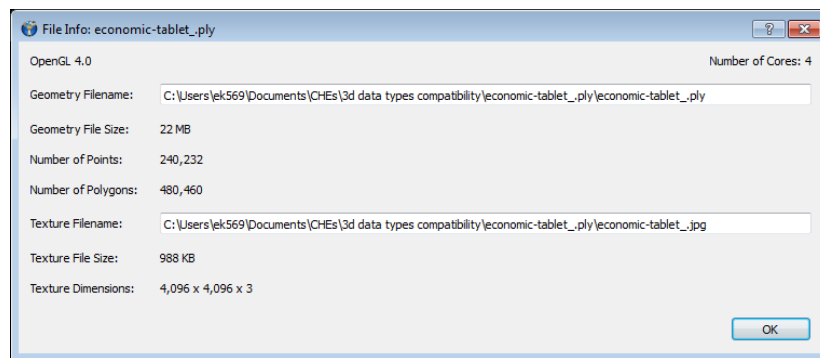 File Info: economic-tablet_.ply
OpenGL 4.0 Number of Cores: 4
Geometry Filename: C:\Users\ek569\Documents\CHEs\3d data types compatibility\economic-tablet_.ply\economic-tablet_.ply
Geometry File Size: 22 MB
Number of Points: 240,232
Number of Polygons: 480,460
Texture Filename: C:\Users\ek569\Documents\CHEs\3d data types compatibility\economic-tablet_.ply\economic-tablet_.jpg
Texture File Size: 988 KB
Texture Dimensions: 4,096 x 4,096 x 3
OK